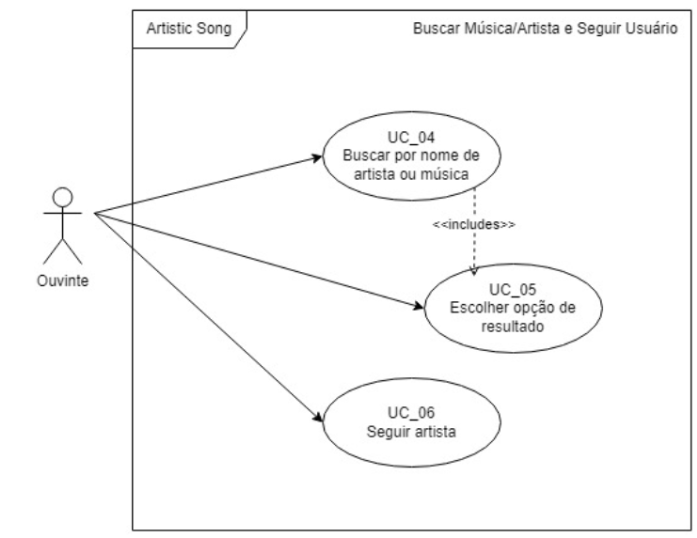 Artistic Song
Buscar Música/Artista e Seguir Usuário
UC_04
Buscar por nome de
artista ou música
<<includes>>
Ouvinte
UC_05
Escolher opção de
resultado
UC_06
Seguir artista